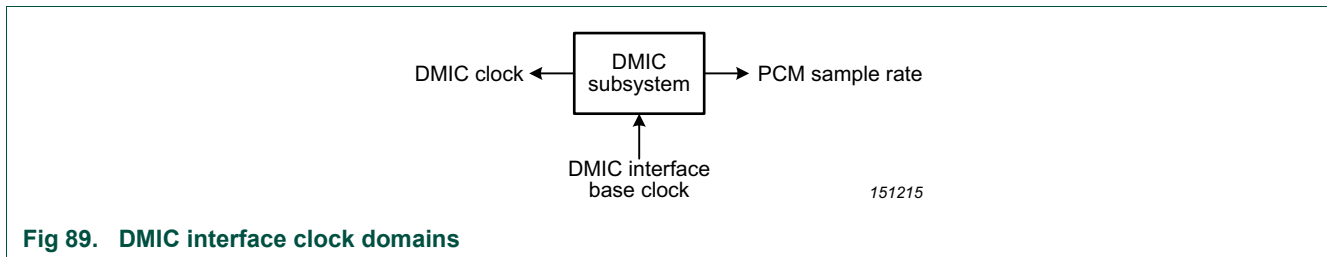 DMIC
subsystem
DMIC clock
PCM sample rate
DMIC interface
base clock
151215
Fig 89. DMIC interface clock domains